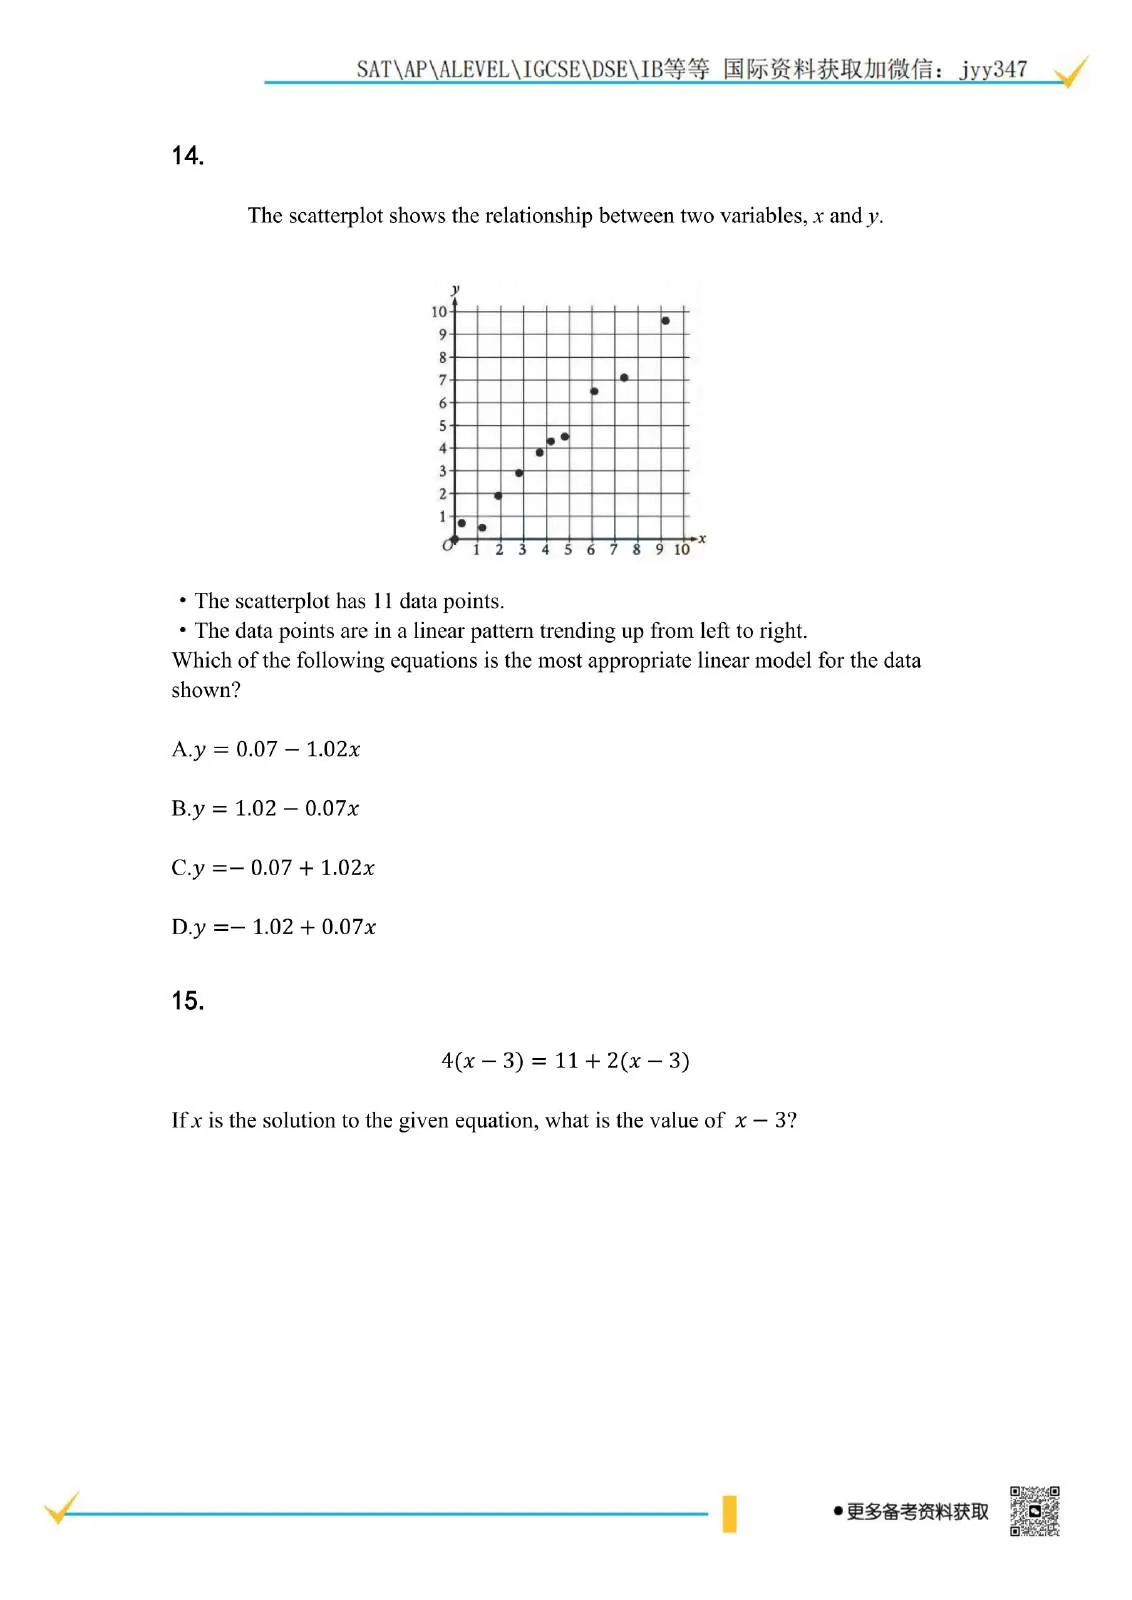 SAT\AP\ALEVEL\IGCSE\DSE\IB等等 国际资料获取加微信：jyy347
14.
The scatterplot shows the relationship between two variables, x and y.
y
10
9
8
7
6
5
4
3
2
1
O 1 2 3 4 5 6 7 8 9 10 x
• The scatterplot has 11 data points.
• The data points are in a linear pattern trending up from left to right.
Which of the following equations is the most appropriate linear model for the data
shown?
A.y = 0.07 − 1.02x
B.y = 1.02 − 0.07x
C.y =− 0.07 + 1.02x
D.y =− 1.02 + 0.07x
15.
4(x − 3) = 11 + 2(x − 3)
If x is the solution to the given equation, what is the value of x − 3?
●更多备考资料获取